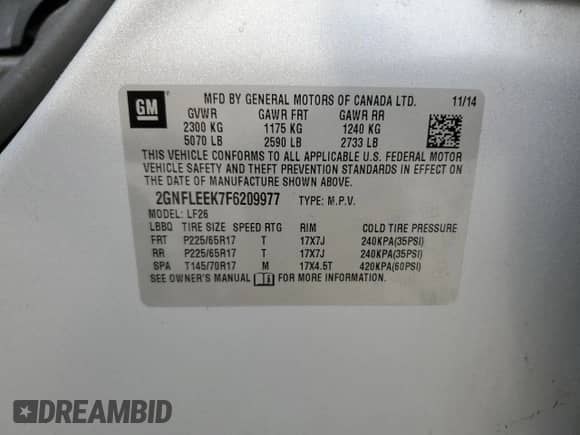 GM MFD BY GENERAL MOTORS OF CANADA LTD. 11/14
GVWR GAWR FRT GAWR RR
2300 KG 1175 KG 1240 KG
5070 LB 2590 LB 2733 LB
THIS VEHICLE CONFORMS TO ALL APPLICABLE U.S. FEDERAL MOTOR
VEHICLE SAFETY AND THEFT PREVENTION STANDARDS IN EFFECT ON
THE DATE OF MANUFACTURE SHOWN ABOVE.
2GNFLEEK7F6209977 TYPE: M.P.V.
MODEL: LF26
LBBQ TIRE SIZE SPEED RTG RIM COLD TIRE PRESSURE
FRT P225/65R17 T 17X7J 240KPA(35PSI)
RR P225/65R17 T 17X7J 240KPA(35PSI)
SPA T145/70R17 M 17X4.5T 420KPA(60PSI)
SEE OWNER'S MANUAL FOR MORE INFORMATION.
DREAMBID